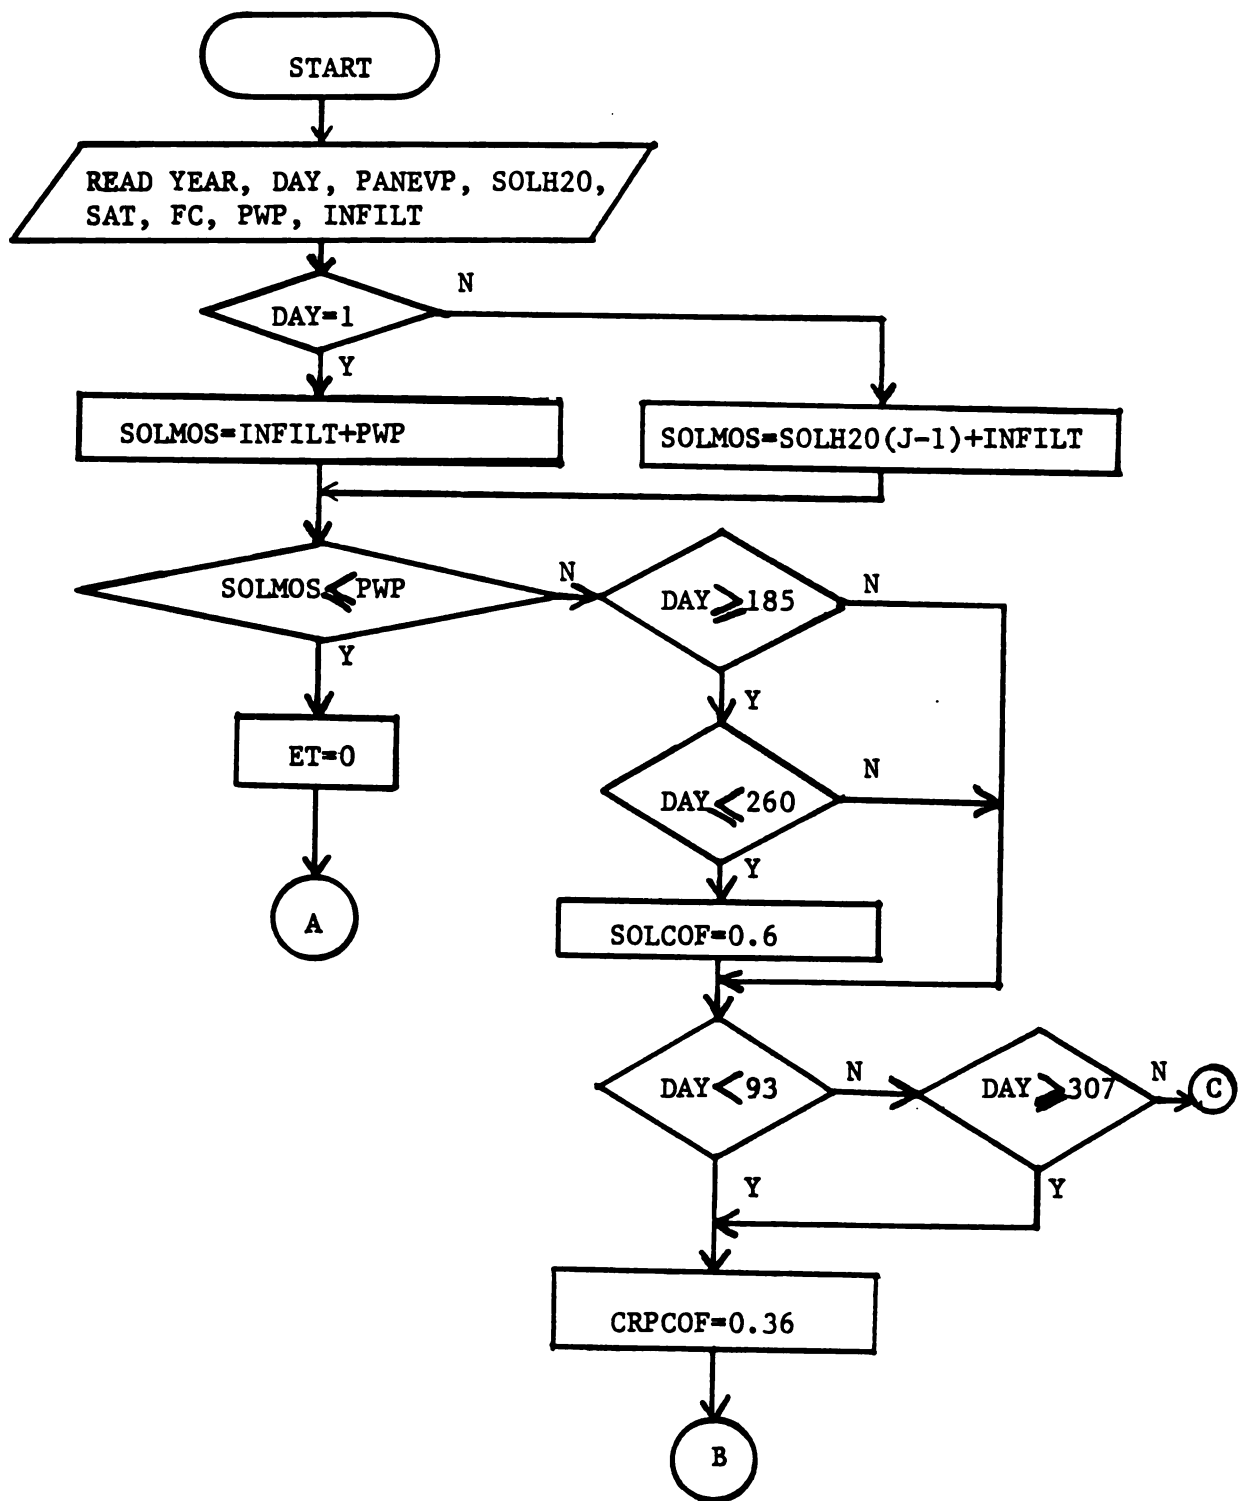 START
READ YEAR, DAY, PANEVP, SOLH20,
SAT, FC, PWP, INFILT
DAY=1
N
Y
SOLMOS=INFILT+PWP
SOLMOS=SOLH20(J-1)+INFILT
SOLMOS≤PWP
N
Y
DAY≥185
N
Y
ET=0
DAY≤260
N
Y
A
SOLCOF=0.6
DAY<93
N
DAY≥307
N
C
Y
Y
CRPCOF=0.36
B